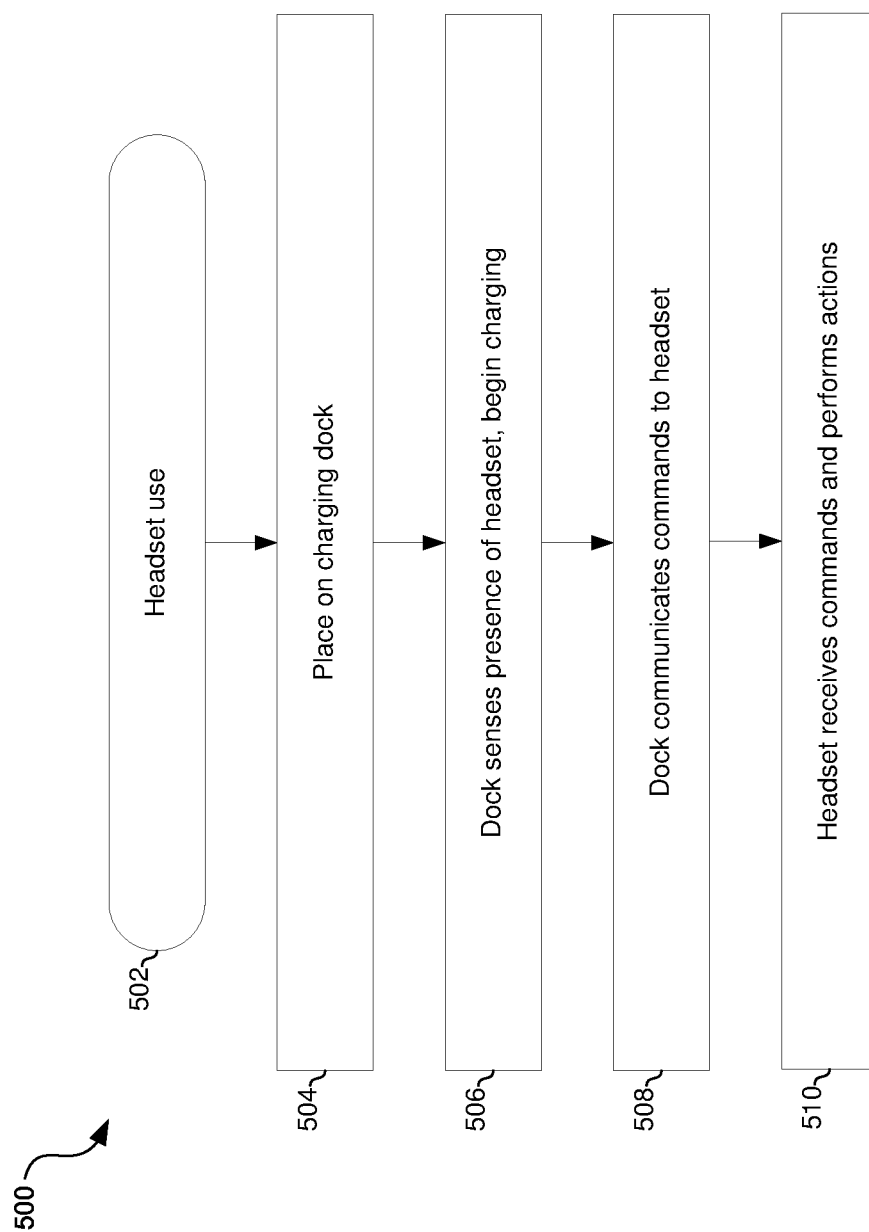 500
502
Headset use
504
Place on charging dock
506
Dock senses presence of headset, begin charging
508
Dock communicates commands to headset
510
Headset receives commands and performs actions